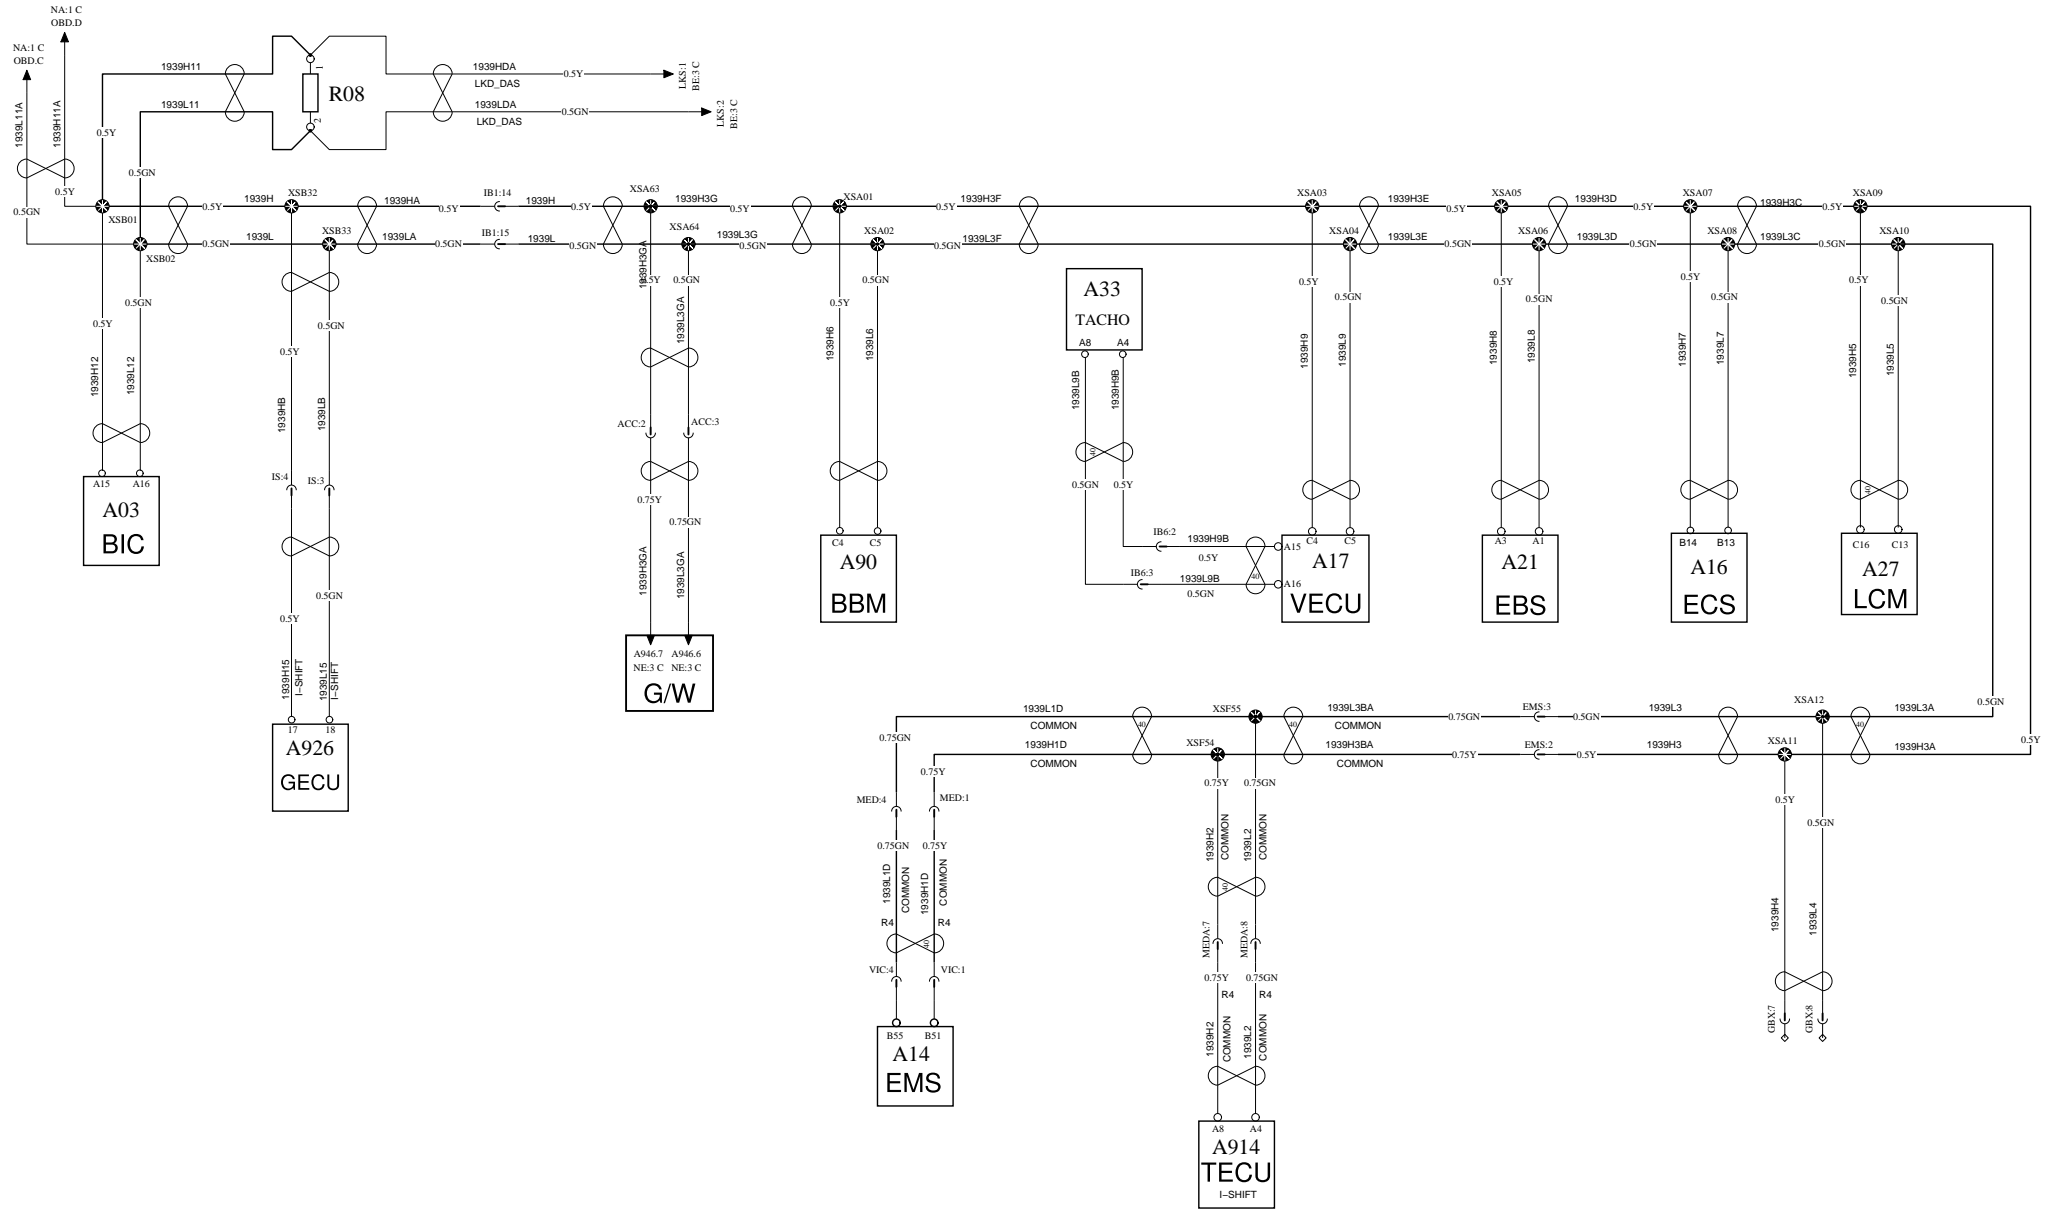 NA:1 C
OBD.D
NA:1 C
OBD.C
1939L11A
1939H11A
0.5Y
0.5GN
1939H11
1939L11
0.5Y
0.5GN
1
R08
2
1939HDA
LKD_DAS
0.5Y
LKS:1
BE:3 C
1939LDA
LKD_DAS
0.5GN
LKS:2
BE:3 C
XSB01
XSB02
0.5Y
1939H
XSB32
1939HA
0.5Y
IB1:14
1939H
0.5Y
XSA63
1939H3G
0.5Y
XSA01
0.5Y
1939H3F
XSA03
1939H3E
0.5Y
XSA05
1939H3D
0.5Y
XSA07
1939H3C
0.5Y
XSA09
0.5GN
1939L
XSB33
1939LA
0.5GN
IB1:15
1939L
0.5GN
XSA64
1939L3G
0.5GN
XSA02
0.5GN
1939L3F
XSA04
1939L3E
0.5GN
XSA06
1939L3D
0.5GN
XSA08
1939L3C
0.5GN
XSA10
0.5Y
0.5GN
1939H12
1939L12
A15
A16
A03
BIC
0.5Y
0.5GN
1939HB
1939LB
IS:4
IS:3
0.5Y
0.5GN
1939H15
I-SHIFT
1939L15
I-SHIFT
17
18
A926
GECU
1939H3GA
0.5Y
0.5GN
1939L3GA
ACC:2
ACC:3
0.75Y
0.75GN
1939H3GA
1939L3GA
A946.7
A946.6
NE:3 C
NE:3 C
G/W
0.5Y
0.5GN
1939H6
1939L6
C4
C5
A90
BBM
A33
TACHO
A8
A4
1939L9B
1939H9B
40
0.5GN
0.5Y
IB6:2
1939H9B
0.5Y
IB6:3
1939L9B
0.5GN
40
A15
A16
0.5Y
0.5GN
1939H9
1939L9
C4
C5
A17
VECU
0.5Y
0.5GN
1939H8
1939L8
A3
A1
A21
EBS
0.5Y
0.5GN
1939H7
1939L7
B14
B13
A16
ECS
0.5Y
0.5GN
1939H5
1939L5
40
C16
C13
A27
LCM
0.5GN
0.5Y
1939L1D
COMMON
40
XSF55
40
1939L3BA
COMMON
0.75GN
EMS:3
0.5GN
1939L3
XSA12
40
1939L3A
1939H1D
COMMON
XSF54
1939H3BA
COMMON
0.75Y
EMS:2
0.5Y
1939H3
XSA11
1939H3A
0.75GN
0.75Y
MED:4
MED:1
0.75GN
0.75Y
1939L1D
COMMON
1939H1D
COMMON
R4
R4
40
VIC:4
VIC:1
B55
B51
A14
EMS
0.75Y
0.75GN
1939H2
COMMON
1939L2
COMMON
40
MEDA:7
MEDA:8
0.75Y
0.75GN
R4
R4
1939H2
COMMON
1939L2
COMMON
A8
A4
A914
TECU
I-SHIFT
0.5Y
0.5GN
1939H4
1939L4
GBX:7
GBX:8